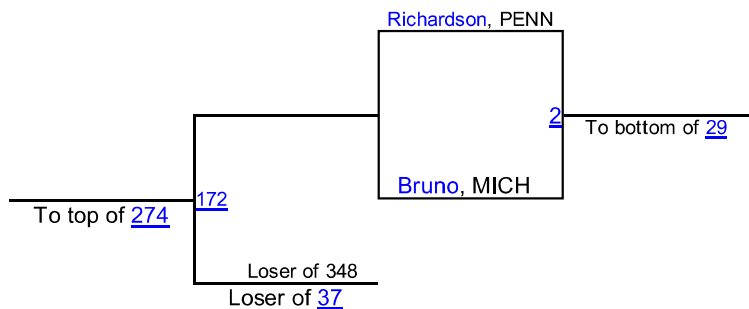 Richardson, PENN
2
To bottom of 29
Bruno, MICH
172
To top of 274
Loser of 348
Loser of 37